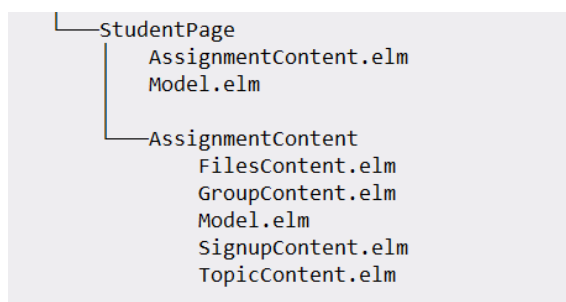 StudentPage
AssignmentContent.elm
Model.elm
AssignmentContent
FilesContent.elm
GroupContent.elm
Model.elm
SignupContent.elm
TopicContent.elm